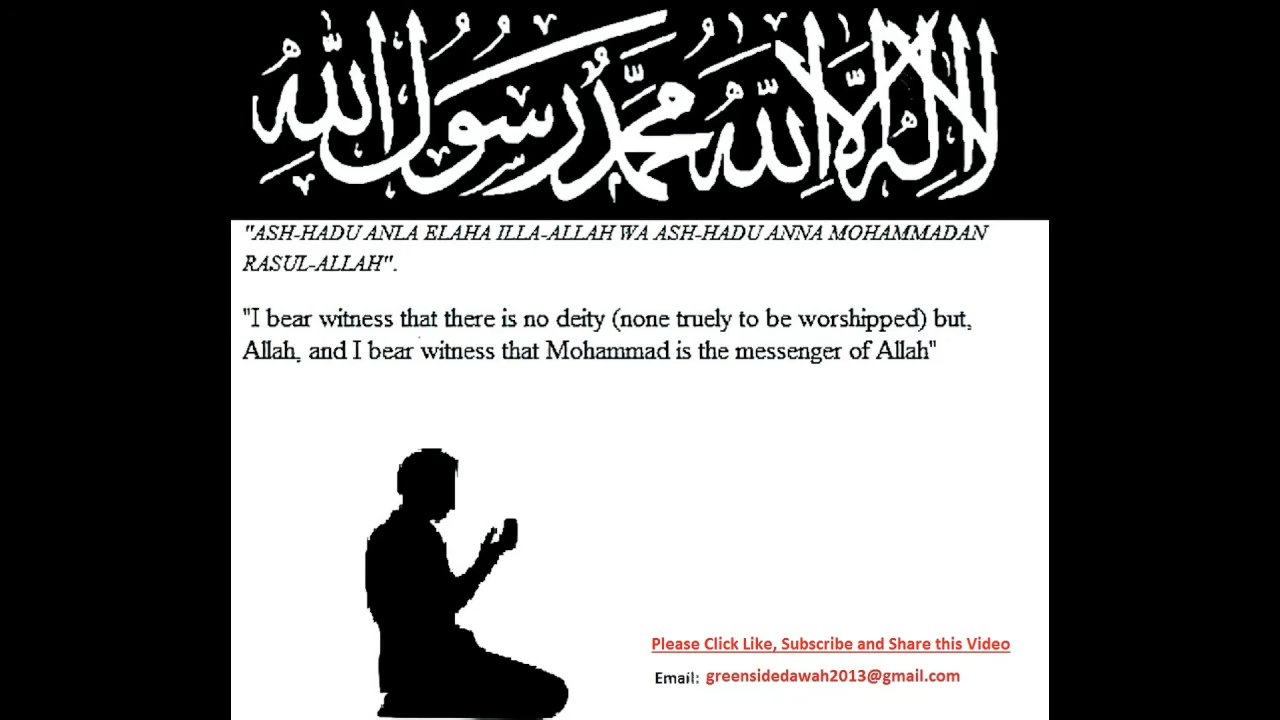 لا إله إلا الله محمد رسول الله
"ASH-HADU ANLA ELAHA ILLA-ALLAH WA ASH-HADU ANNA MOHAMMADAN
RASUL-ALLAH".
"I bear witness that there is no deity (none truely to be worshipped) but,
Allah, and I bear witness that Mohammad is the messenger of Allah"
Please Click Like, Subscribe and Share this Video
Email: greensidedawah2013@gmail.com